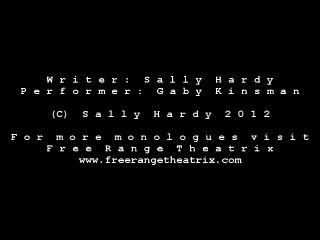 Writer: Sally Hardy
Performer: Gaby Kinsman
(C) Sally Hardy 2012
For more monologues visit
Free Range Theatrix
www.freerangetheatrix.com